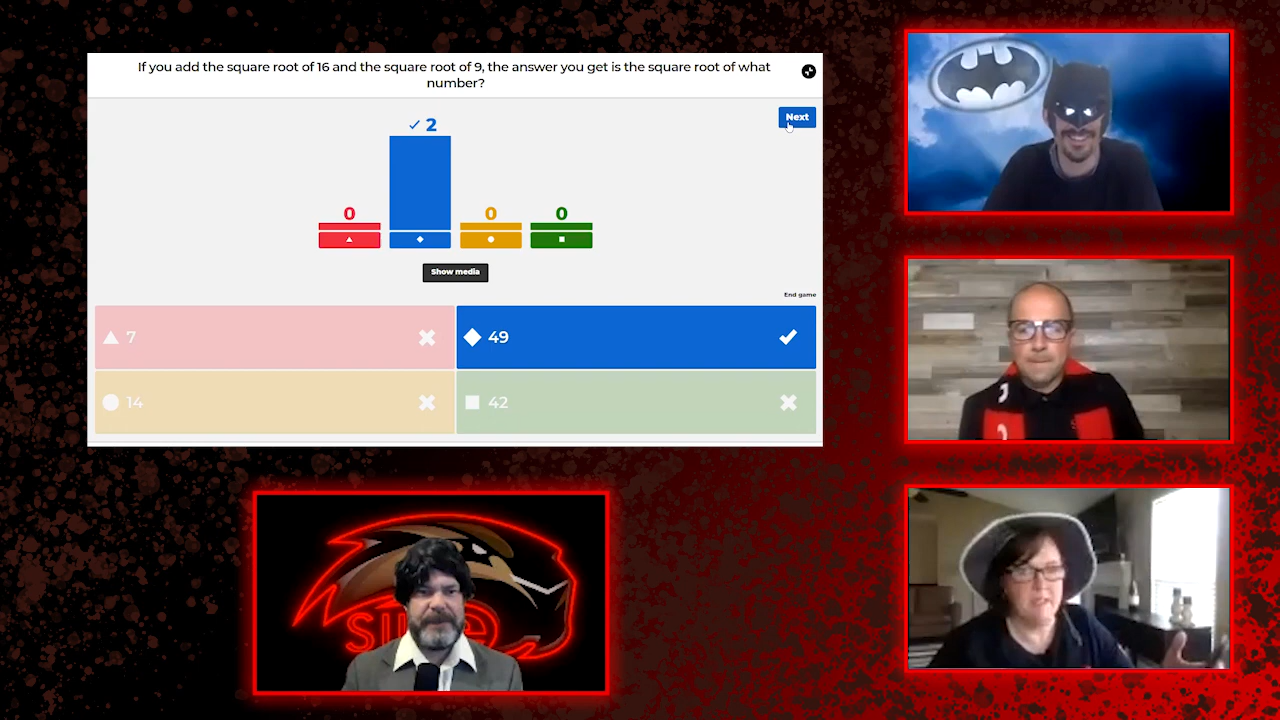 If you add the square root of 16 and the square root of 9, the answer you get is the square root of what
number?
Next
2
0
0
0
Show media
End game
7
49
14
42